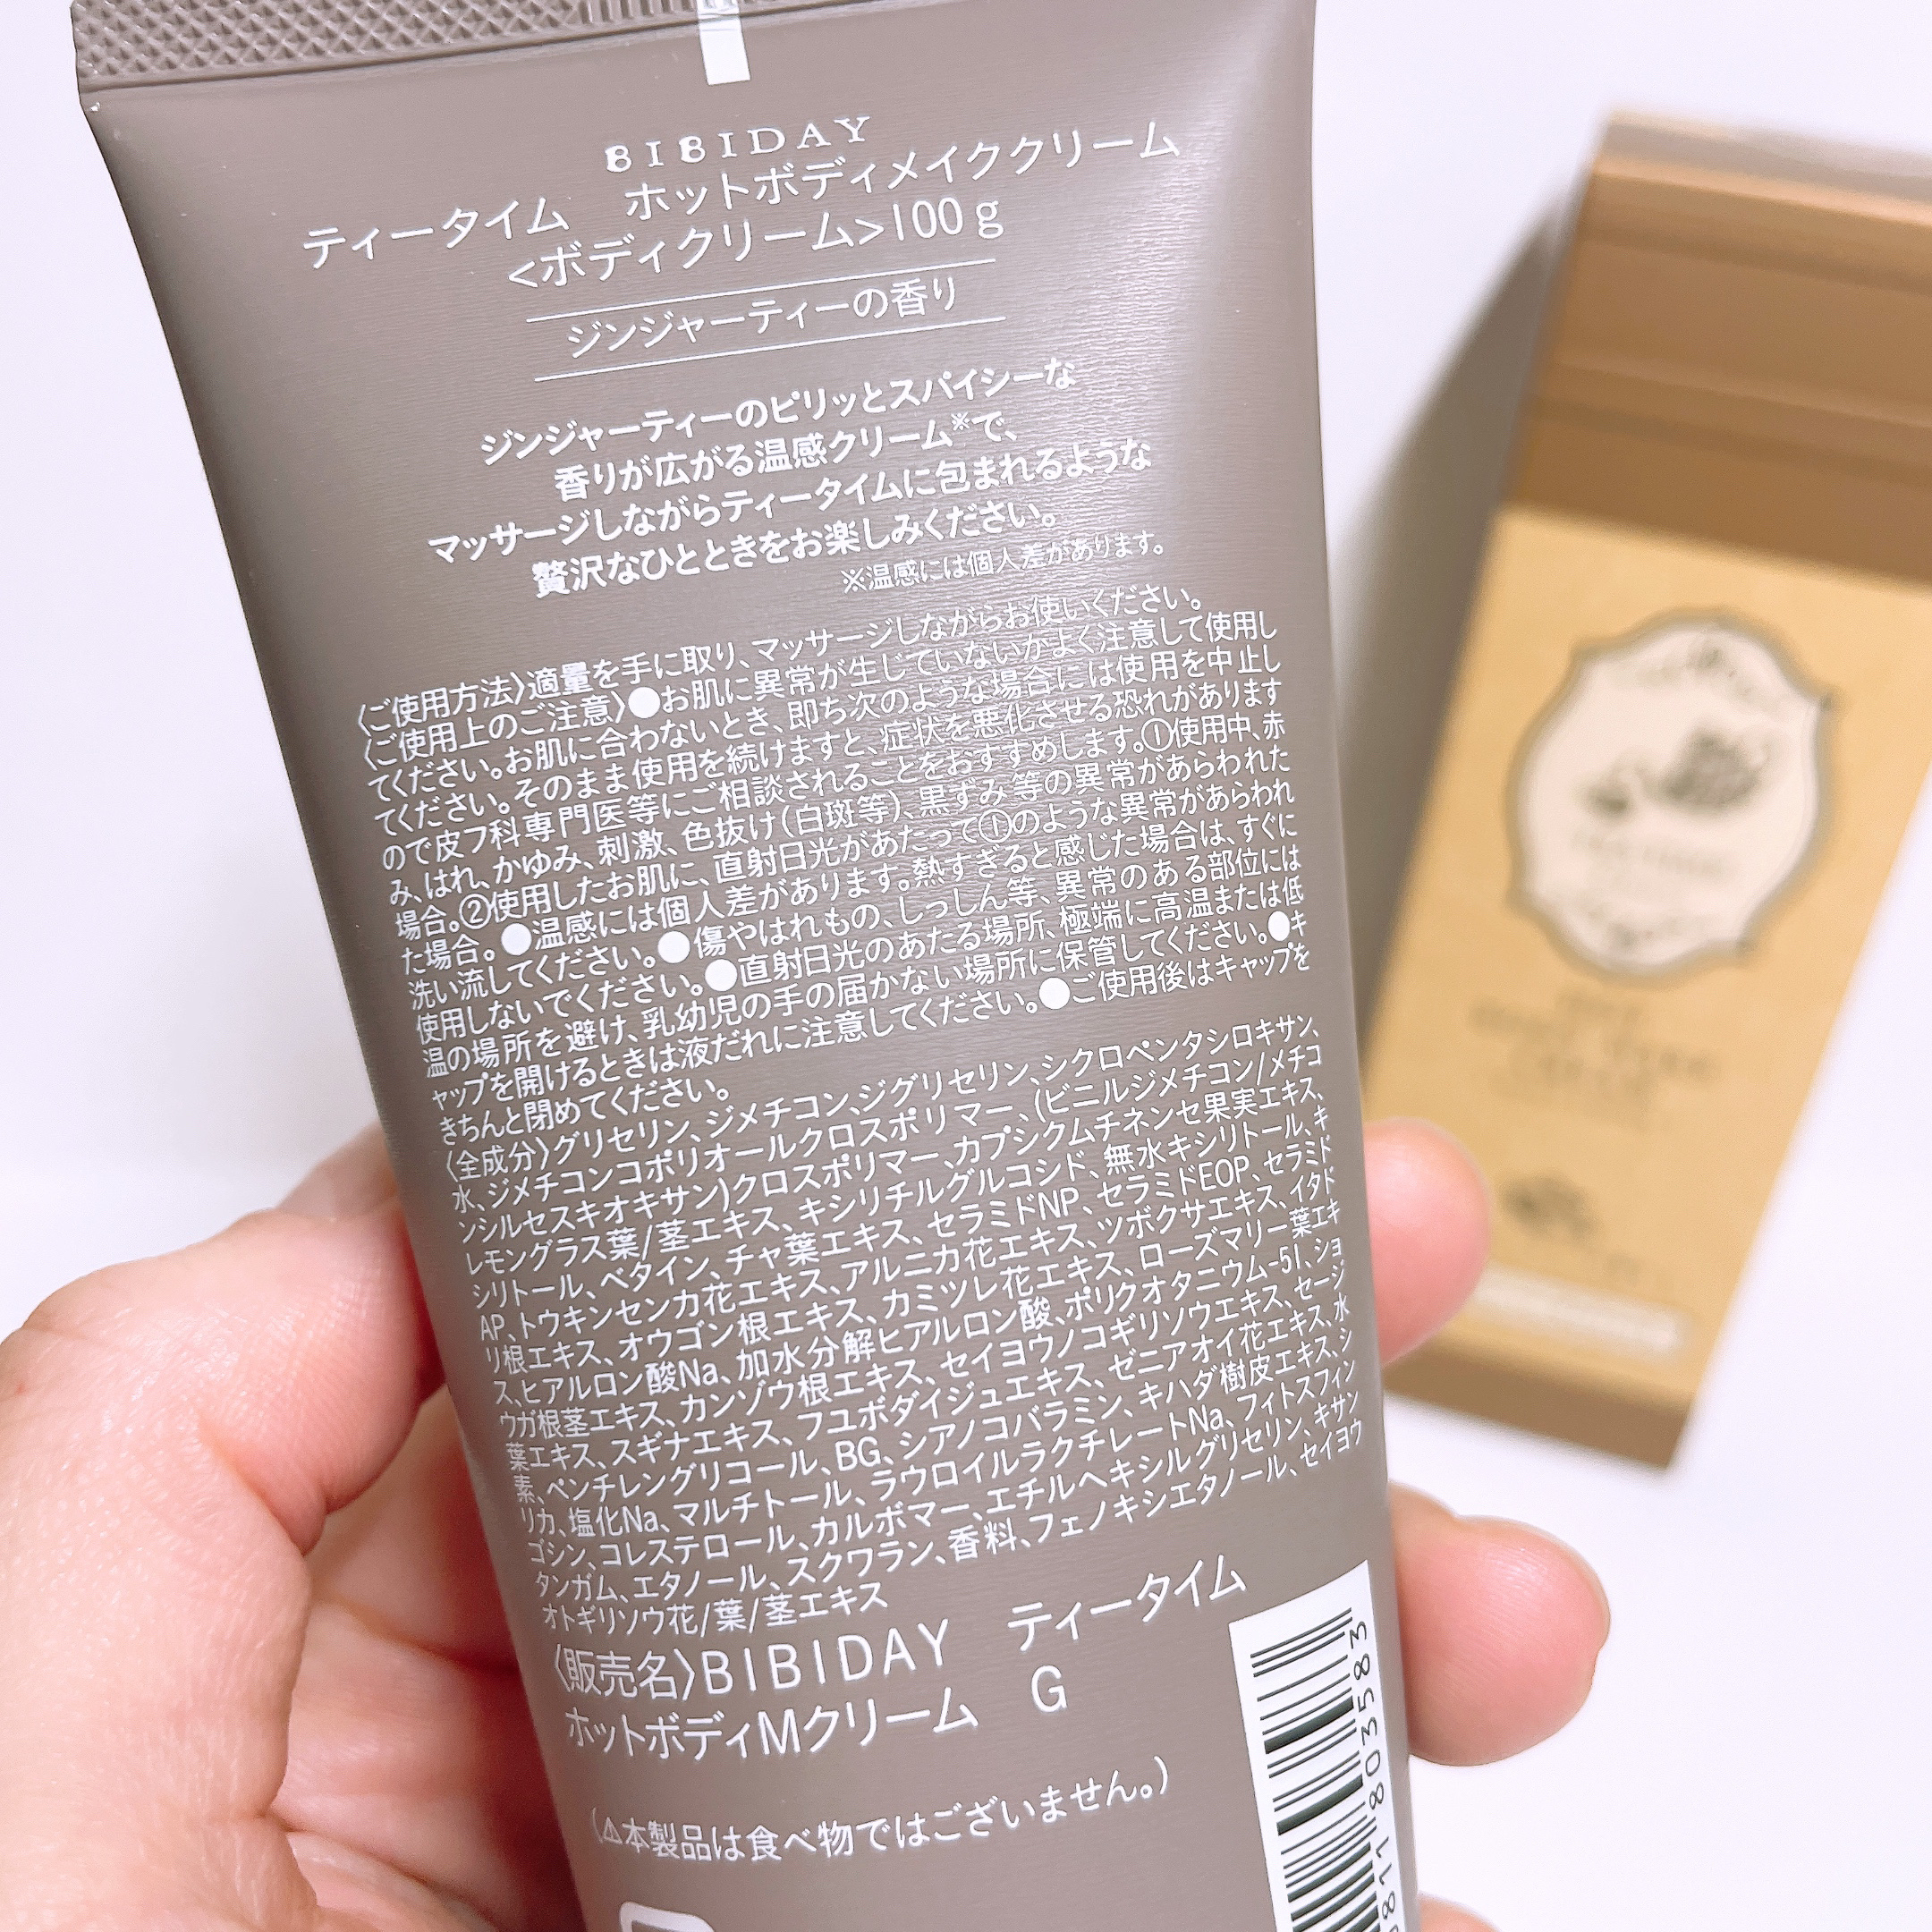 BIBIDAY
ティータイム　ホットボディメイククリーム
<ボディクリーム>100g
ジンジャーティーの香り
ジンジャーティーのピリッとスパイシーな
香りが広がる温感クリーム※で、
マッサージしながらティータイムに包まれるような
贅沢なひとときをお楽しみください。
※温感には個人差があります。
〈ご使用方法〉適量を手に取り、マッサージしながらお使いください。
〈ご使用上のご注意〉●お肌に異常が生じていないかよく注意して使用し
てください。お肌に合わないとき、即ち次のような場合には使用を中止し
てください。そのまま使用を続けますと、症状を悪化させる恐れがあります
ので皮フ科専門医等にご相談されることをおすすめします。①使用中、赤
み、はれ、かゆみ、刺激、色抜け(白斑等)、黒ずみ等の異常があらわれた
場合。②使用したお肌に、直射日光があたって①のような異常があらわれ
た場合。●温感には個人差があります。熱すぎると感じた場合は、すぐに
洗い流してください。●傷やはれもの、しっしん等、異常のある部位には
使用しないでください。●直射日光のあたる場所、極端に高温または低
温の場所を避け、乳幼児の手の届かない場所に保管してください。●キ
ャップを開けるときは液だれに注意してください。●ご使用後はキャップを
きちんと閉めてください。
〈全成分〉グリセリン、ジメチコン、ジグリセリン、シクロペンタシロキサン、
水、ジメチコンコポリオールクロスポリマー、(ビニルジメチコン/メチコ
ンシルセスキオキサン)クロスポリマー、カプシクムチネンセ果実エキス、
レモングラス葉/茎エキス、キシリチルグルコシド、無水キシリトール、キ
シリトール、ベタイン、チャ葉エキス、セラミドNP、セラミドEOP、セラミド
AP、トウキンセンカ花エキス、アルニカ花エキス、ツボクサエキス、イタド
リ根エキス、オウゴン根エキス、カミツレ花エキス、ローズマリー葉エキ
ス、ヒアルロン酸Na、加水分解ヒアルロン酸、ポリクオタニウム-51、ショ
ウガ根茎エキス、カンゾウ根エキス、セイヨウノコギリソウエキス、セージ
葉エキス、スギナエキス、フユボダイジュエキス、ゼニアオイ花エキス、水
素、ペンチレングリコール、BG、シアノコバラミン、キハダ樹皮エキス、シ
リカ、塩化Na、マルチトール、ラウロイルラクチレートNa、フィトスフィン
ゴシン、コレステロール、カルボマー、エチルヘキシルグリセリン、キサン
タンガム、エタノール、スクワラン、香料、フェノキシエタノール、セイヨウ
オトギリソウ花/葉/茎エキス
〈販売名〉BIBIDAY　ティータイム
ホットボディMクリーム　G
(⚠本製品は食べ物ではございません。)
811 803583